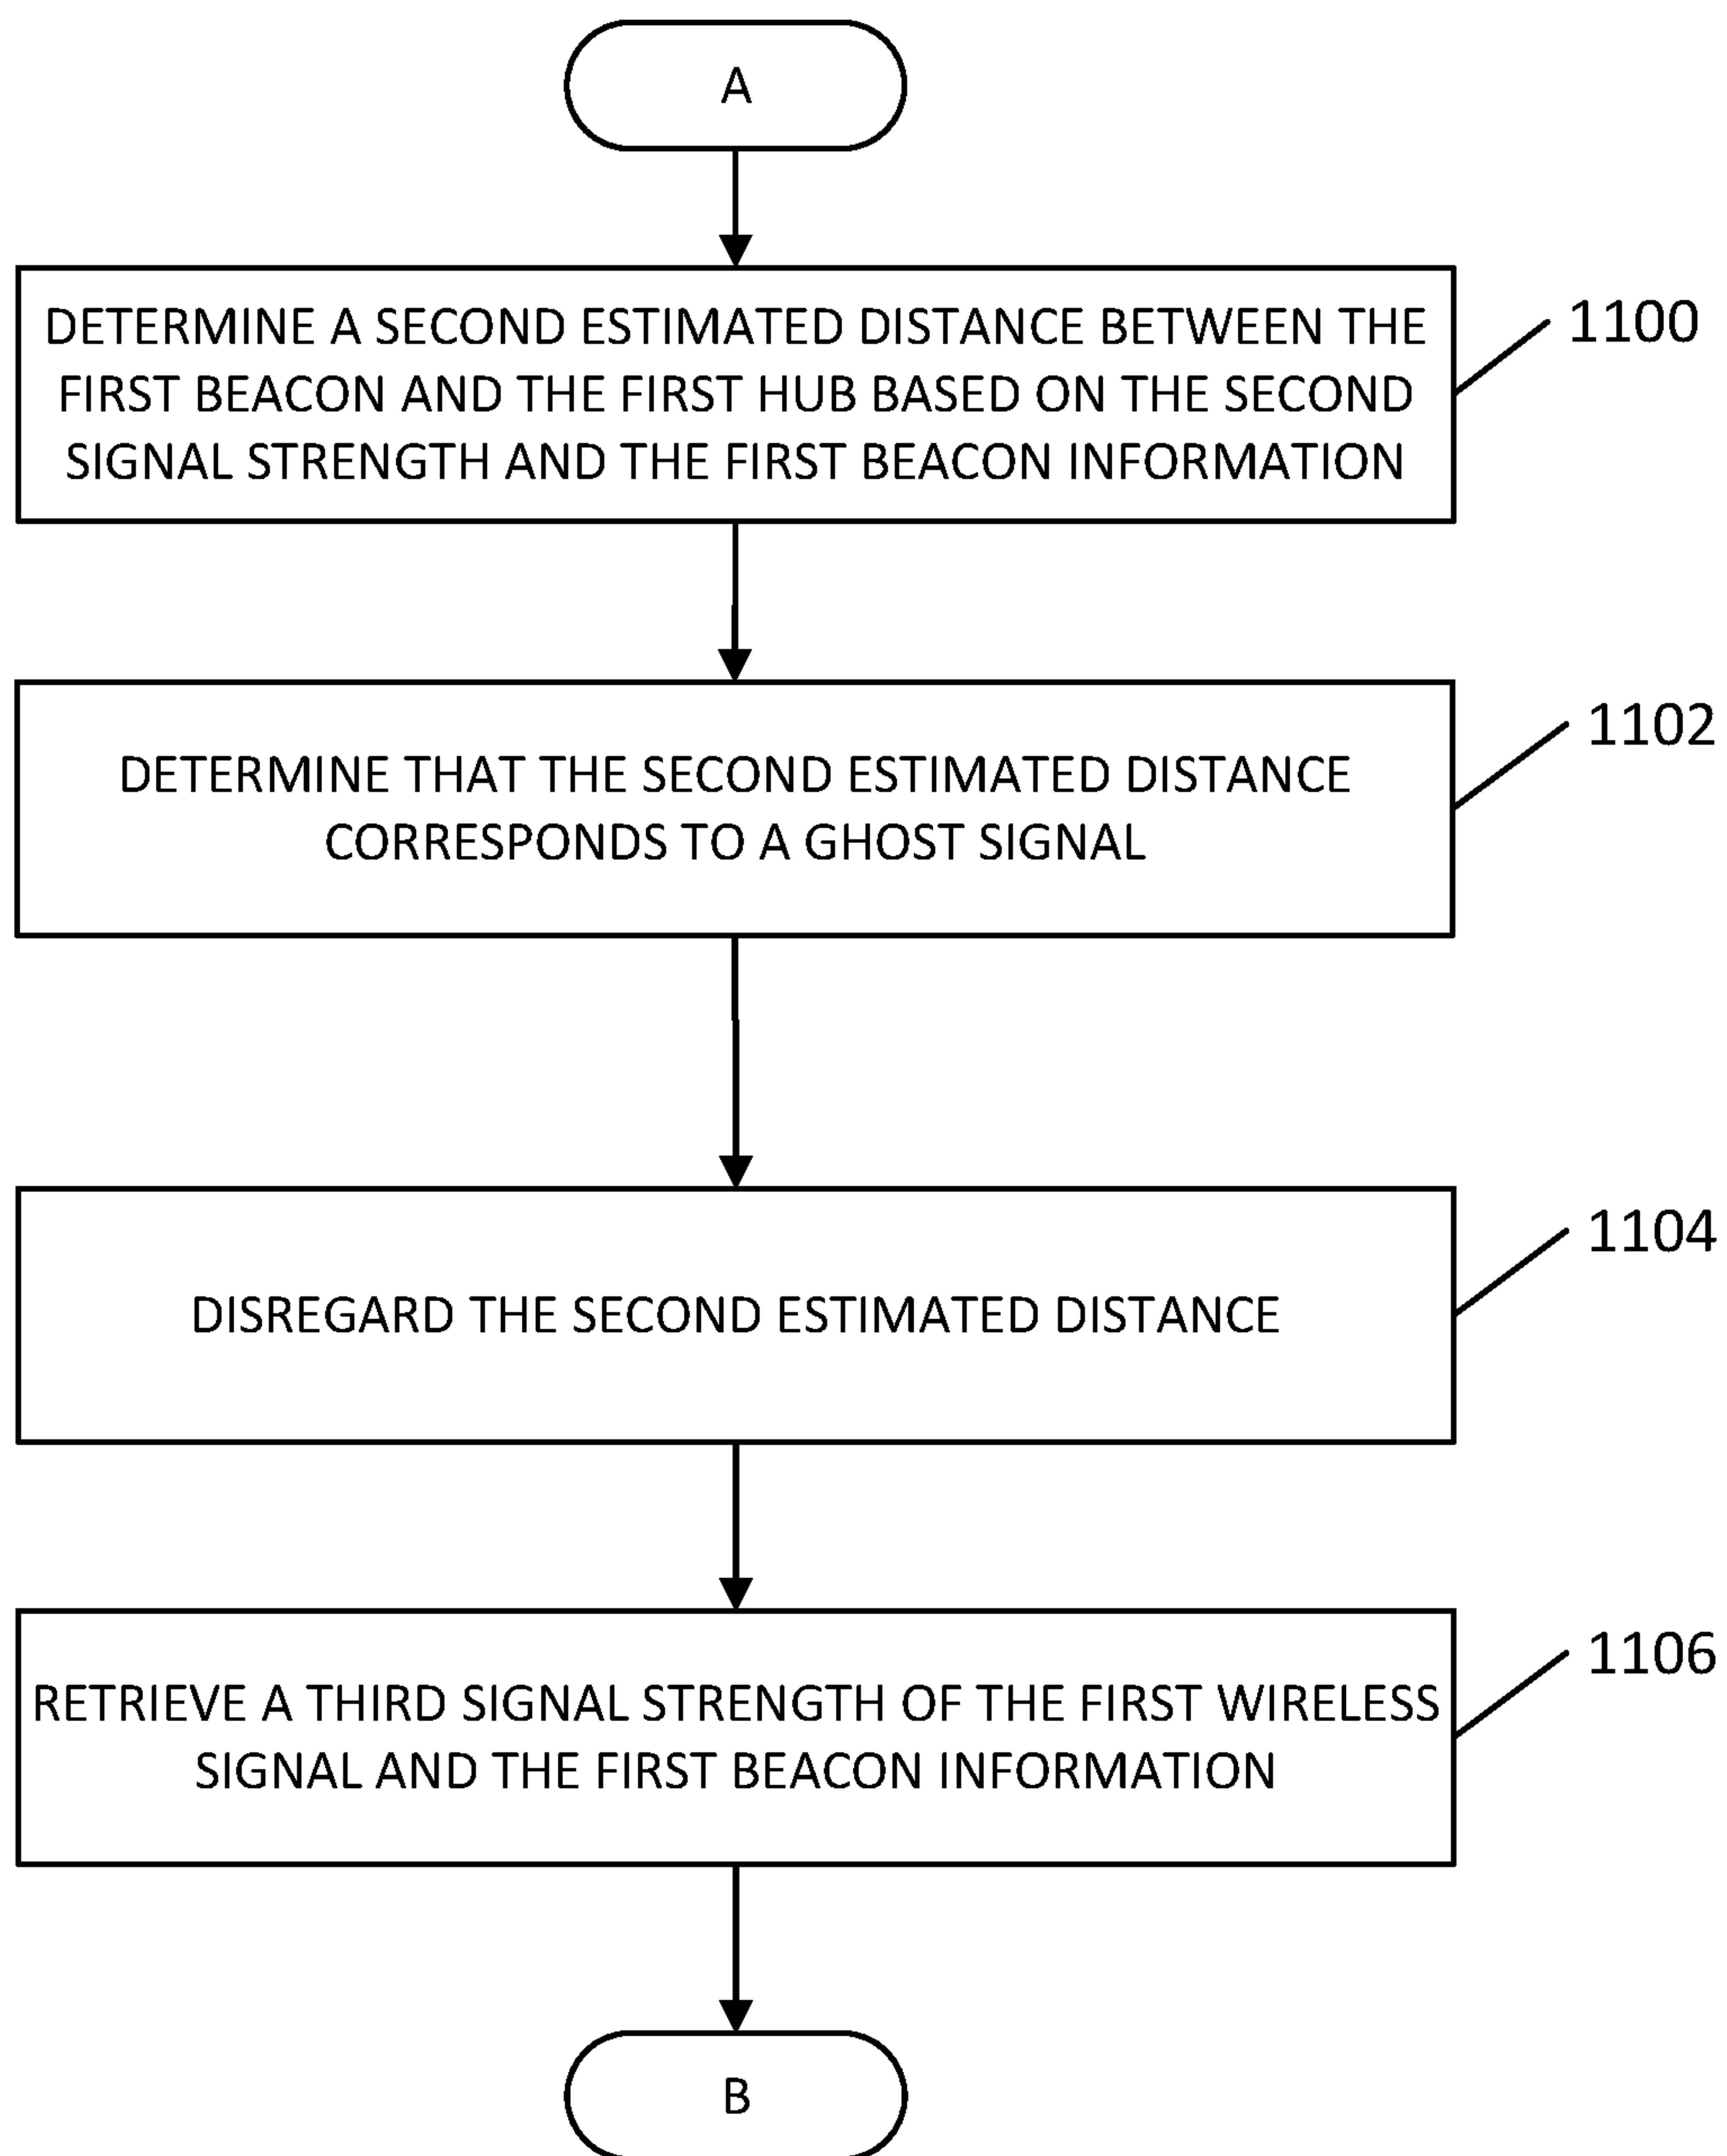 A
DETERMINE A SECOND ESTIMATED DISTANCE BETWEEN THE
FIRST BEACON AND THE FIRST HUB BASED ON THE SECOND
SIGNAL STRENGTH AND THE FIRST BEACON INFORMATION
1100
DETERMINE THAT THE SECOND ESTIMATED DISTANCE
CORRESPONDS TO A GHOST SIGNAL
1102
DISREGARD THE SECOND ESTIMATED DISTANCE
1104
RETRIEVE A THIRD SIGNAL STRENGTH OF THE FIRST WIRELESS
SIGNAL AND THE FIRST BEACON INFORMATION
1106
B